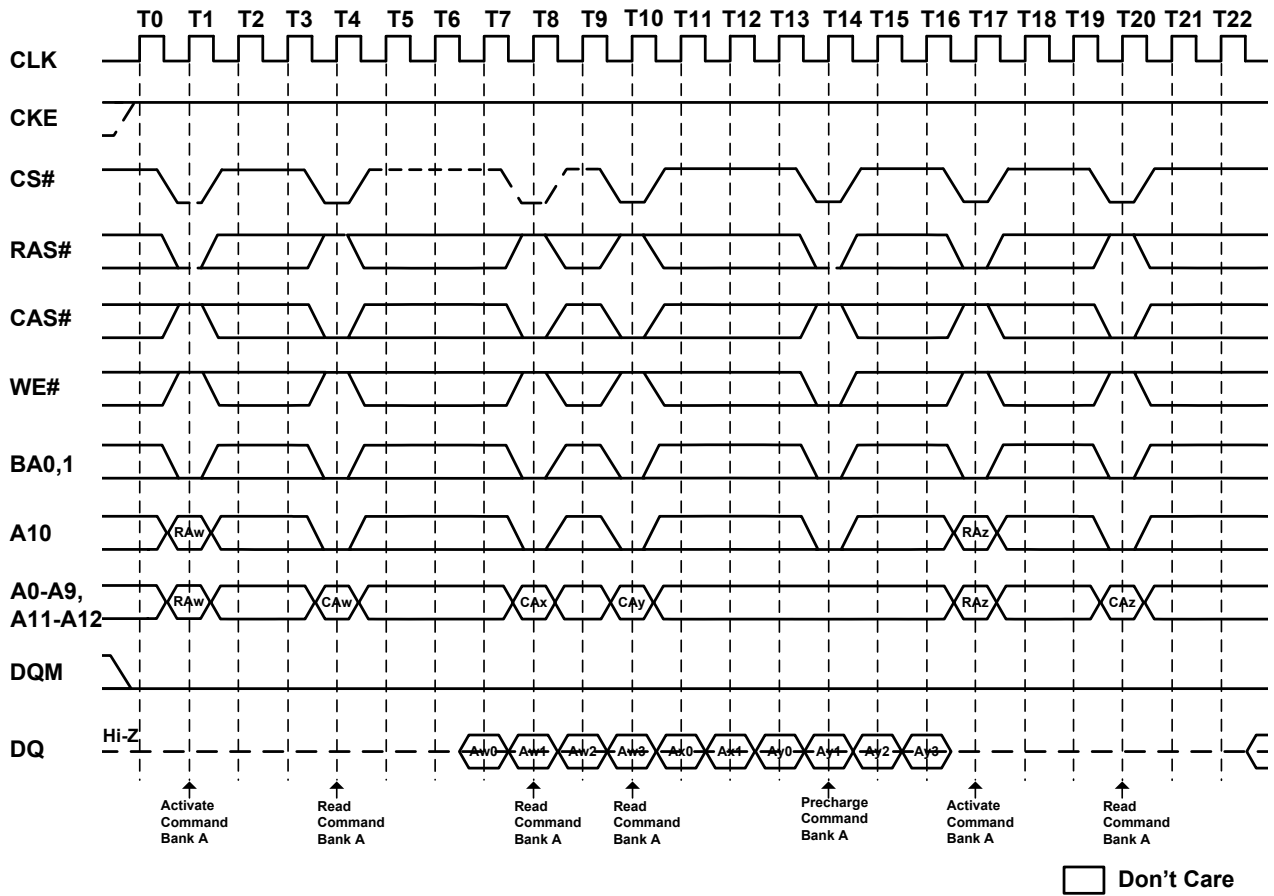 T0 T1 T2 T3 T4 T5 T6 T7 T8 T9 T10 T11 T12 T13 T14 T15 T16 T17 T18 T19 T20 T21 T22
CLK
CKE
CS#
RAS#
CAS#
WE#
BA0,1
A10 RAw RAz
A0-A9,
A11-A12 RAw CAw CAx CAy RAz CAz
DQM
DQ Hi-Z Aw0 Aw1 Aw2 Aw3 Ax0 Ax1 Ay0 Ay1 Ay2 Ay3
Activate
Command
Bank A
Read
Command
Bank A
Read
Command
Bank A
Read
Command
Bank A
Precharge
Command
Bank A
Activate
Command
Bank A
Read
Command
Bank A
Don't Care